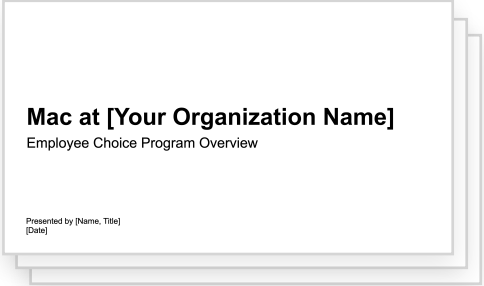 Mac at [Your Organization Name]
Employee Choice Program Overview
Presented by [Name, Title]
[Date]